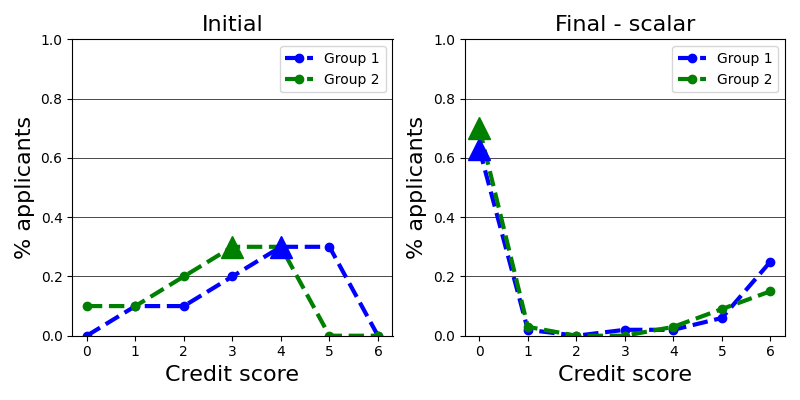 Initial
% applicants
1.0
0.8
0.6
0.4
0.2
0.0
Group 1
Group 2
0 1 2 3 4 5 6
Credit score
Final - scalar
% applicants
1.0
0.8
0.6
0.4
0.2
0.0
Group 1
Group 2
0 1 2 3 4 5 6
Credit score